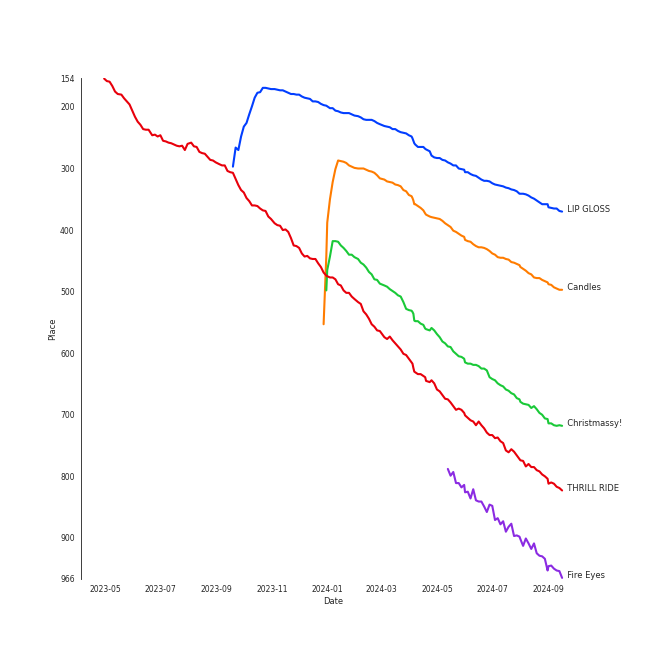 154
200
300
400
500
600
700
800
900
966
Place
2023-05
2023-07
2023-09
2023-11
2024-01
2024-03
2024-05
2024-07
2024-09
Date
LIP GLOSS
Candles
Christmassy!
THRILL RIDE
Fire Eyes